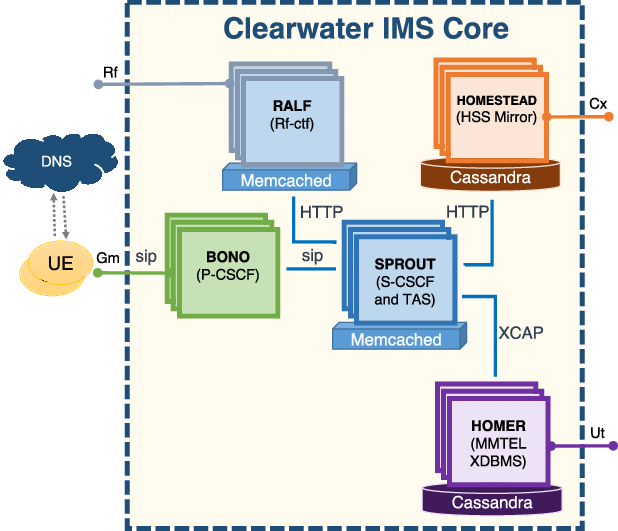 Clearwater IMS Core
Rf
RALF
(Rf-ctf)
Memcached
HOMESTEAD
(HSS Mirror)
Cassandra
Cx
DNS
HTTP
HTTP
UE
Gm
sip
BONO
(P-CSCF)
sip
SPROUT
(S-CSCF
and TAS)
Memcached
XCAP
HOMER
(MMTEL
XDBMS)
Cassandra
Ut